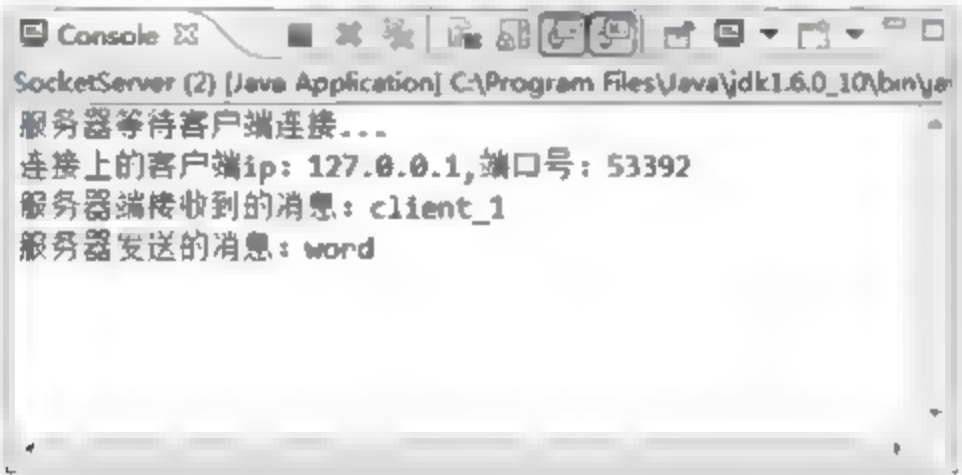 Console
SocketServer (2) [Java Application] C:\Program Files\Java\jdk1.6.0_10\bin\ja
服务器等待客户端连接...
连接上的客户端ip: 127.0.0.1,端口号: 53392
服务器端接收到的消息: client_1
服务器发送的消息: word